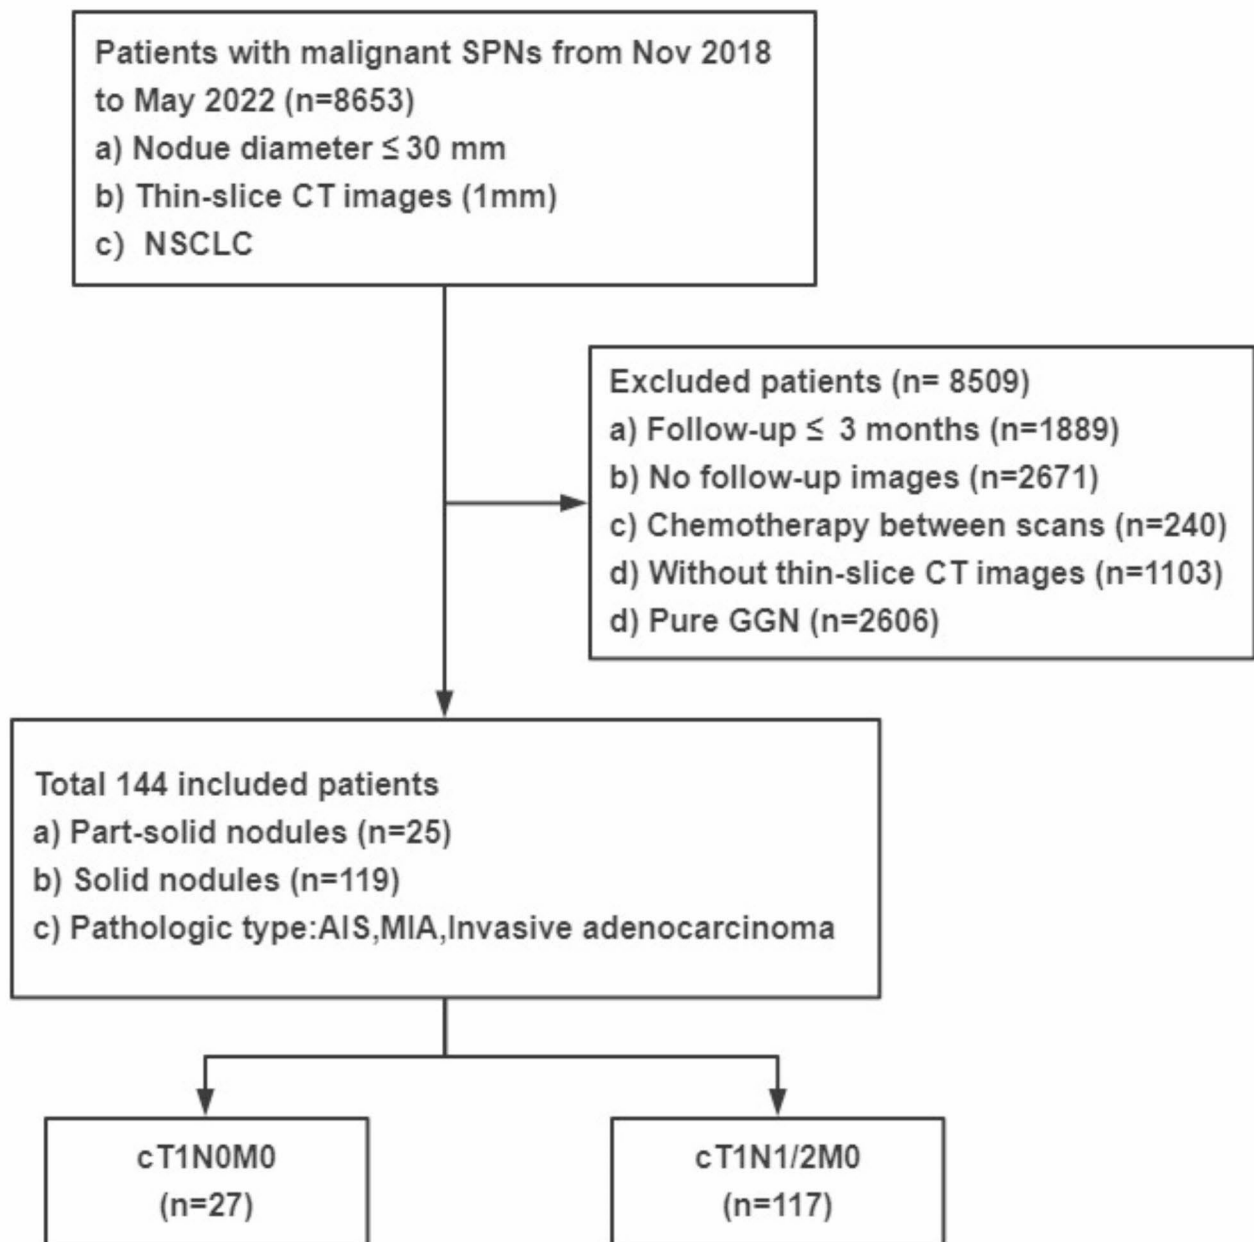 Patients with malignant SPNs from Nov 2018
to May 2022 (n=8653)
a) Nodue diameter ≤ 30 mm
b) Thin-slice CT images (1mm)
c)  NSCLC
Excluded patients (n= 8509)
a) Follow-up ≤  3 months (n=1889)
b) No follow-up images (n=2671)
c) Chemotherapy between scans (n=240)
d) Without thin-slice CT images (n=1103)
d) Pure GGN (n=2606)
Total 144 included patients
a) Part-solid nodules (n=25)
b) Solid nodules (n=119)
c) Pathologic type:AIS,MIA,Invasive adenocarcinoma
cT1N0M0
(n=27)
cT1N1/2M0
(n=117)